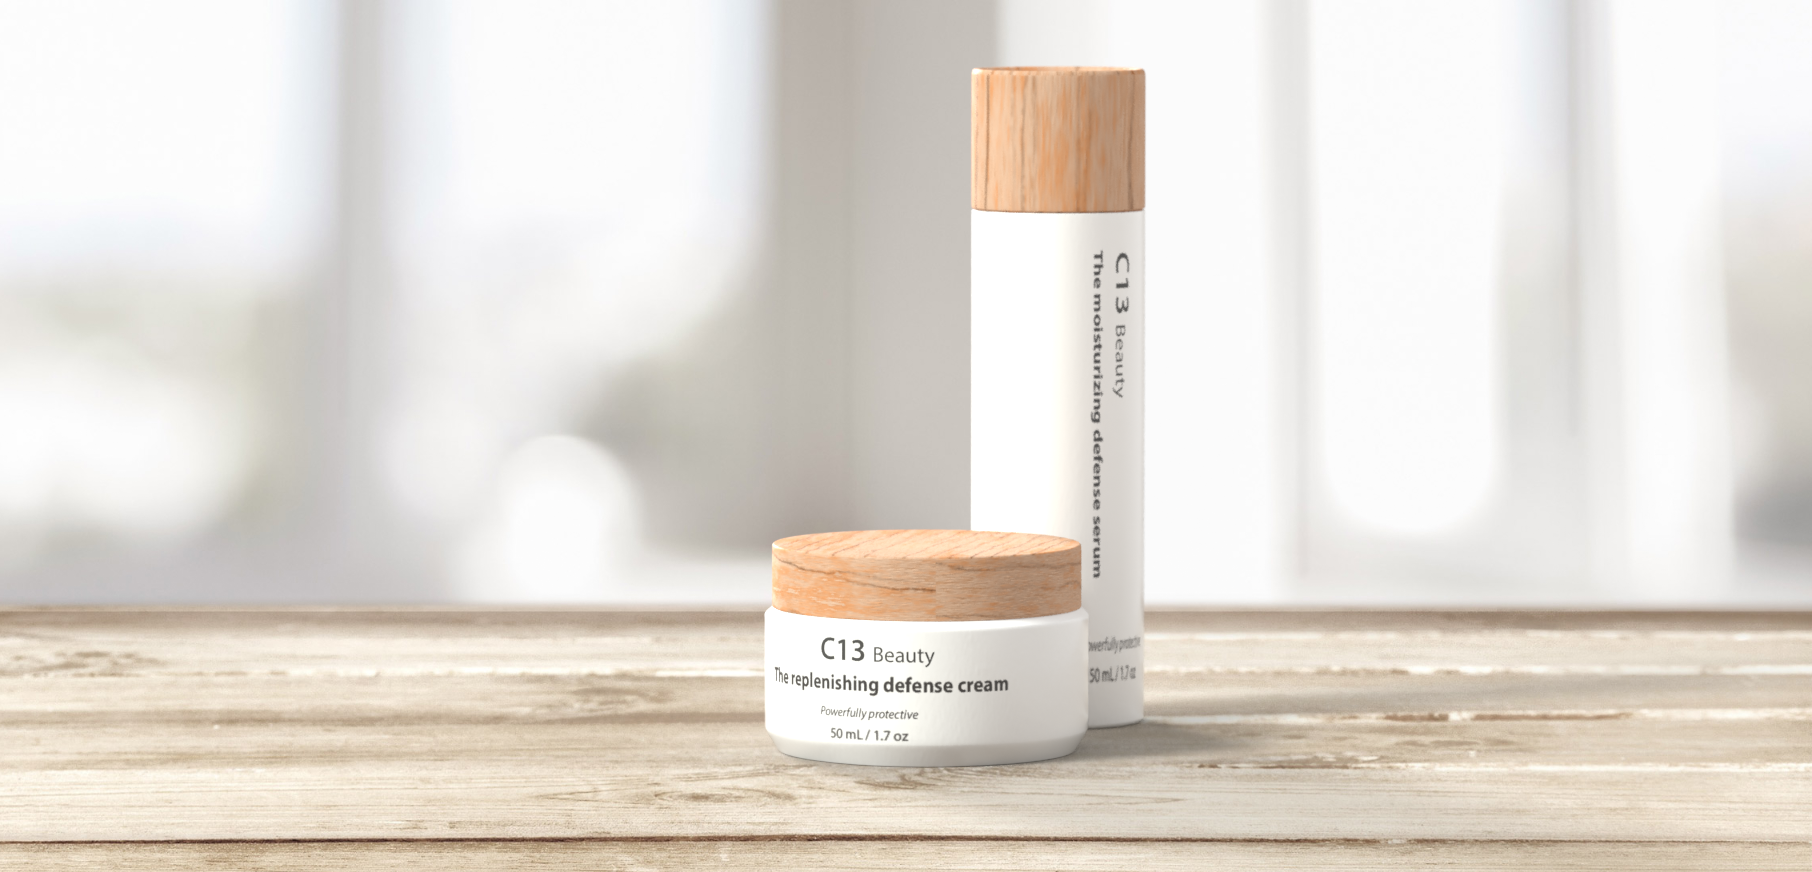 C13 Beauty
The moisturizing defense serum
protective
50 mL / 1.7 oz
C13 Beauty
The replenishing defense cream
Powerfully protective
50 mL / 1.7 oz